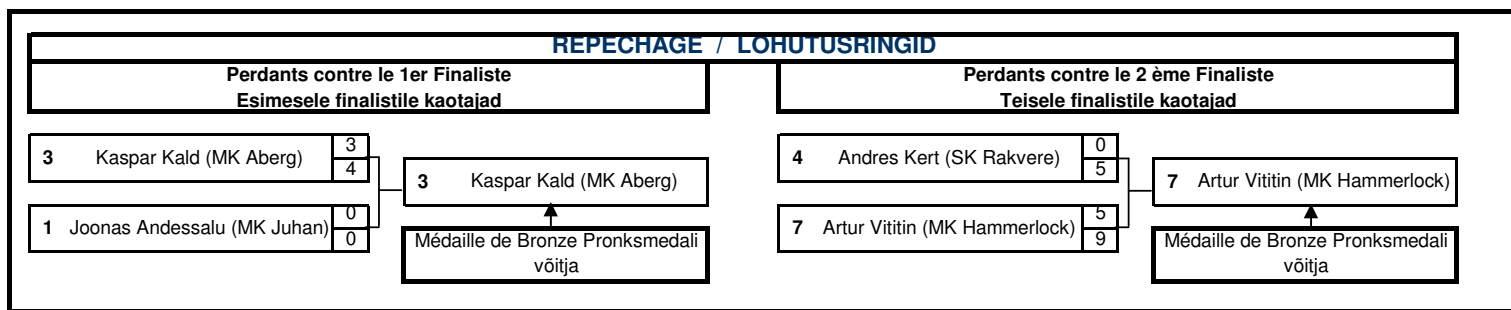 REPECHAGE / LOHUTUSRINGID
Perdants contre le 1er Finaliste
Esimesele finalistile kaotajad
Perdants contre le 2 ème Finaliste
Teisele finalistile kaotajad
3 Kaspar Kald (MK Aberg) 3
4
3 Kaspar Kald (MK Aberg)
1 Joonas Andessalu (MK Juhan) 0
0
Médaille de Bronze Pronksmedali
võitja
4 Andres Kert (SK Rakvere) 0
5
7 Artur Vititin (MK Hammerlock)
7 Artur Vititin (MK Hammerlock) 5
9
Médaille de Bronze Pronksmedali
võitja